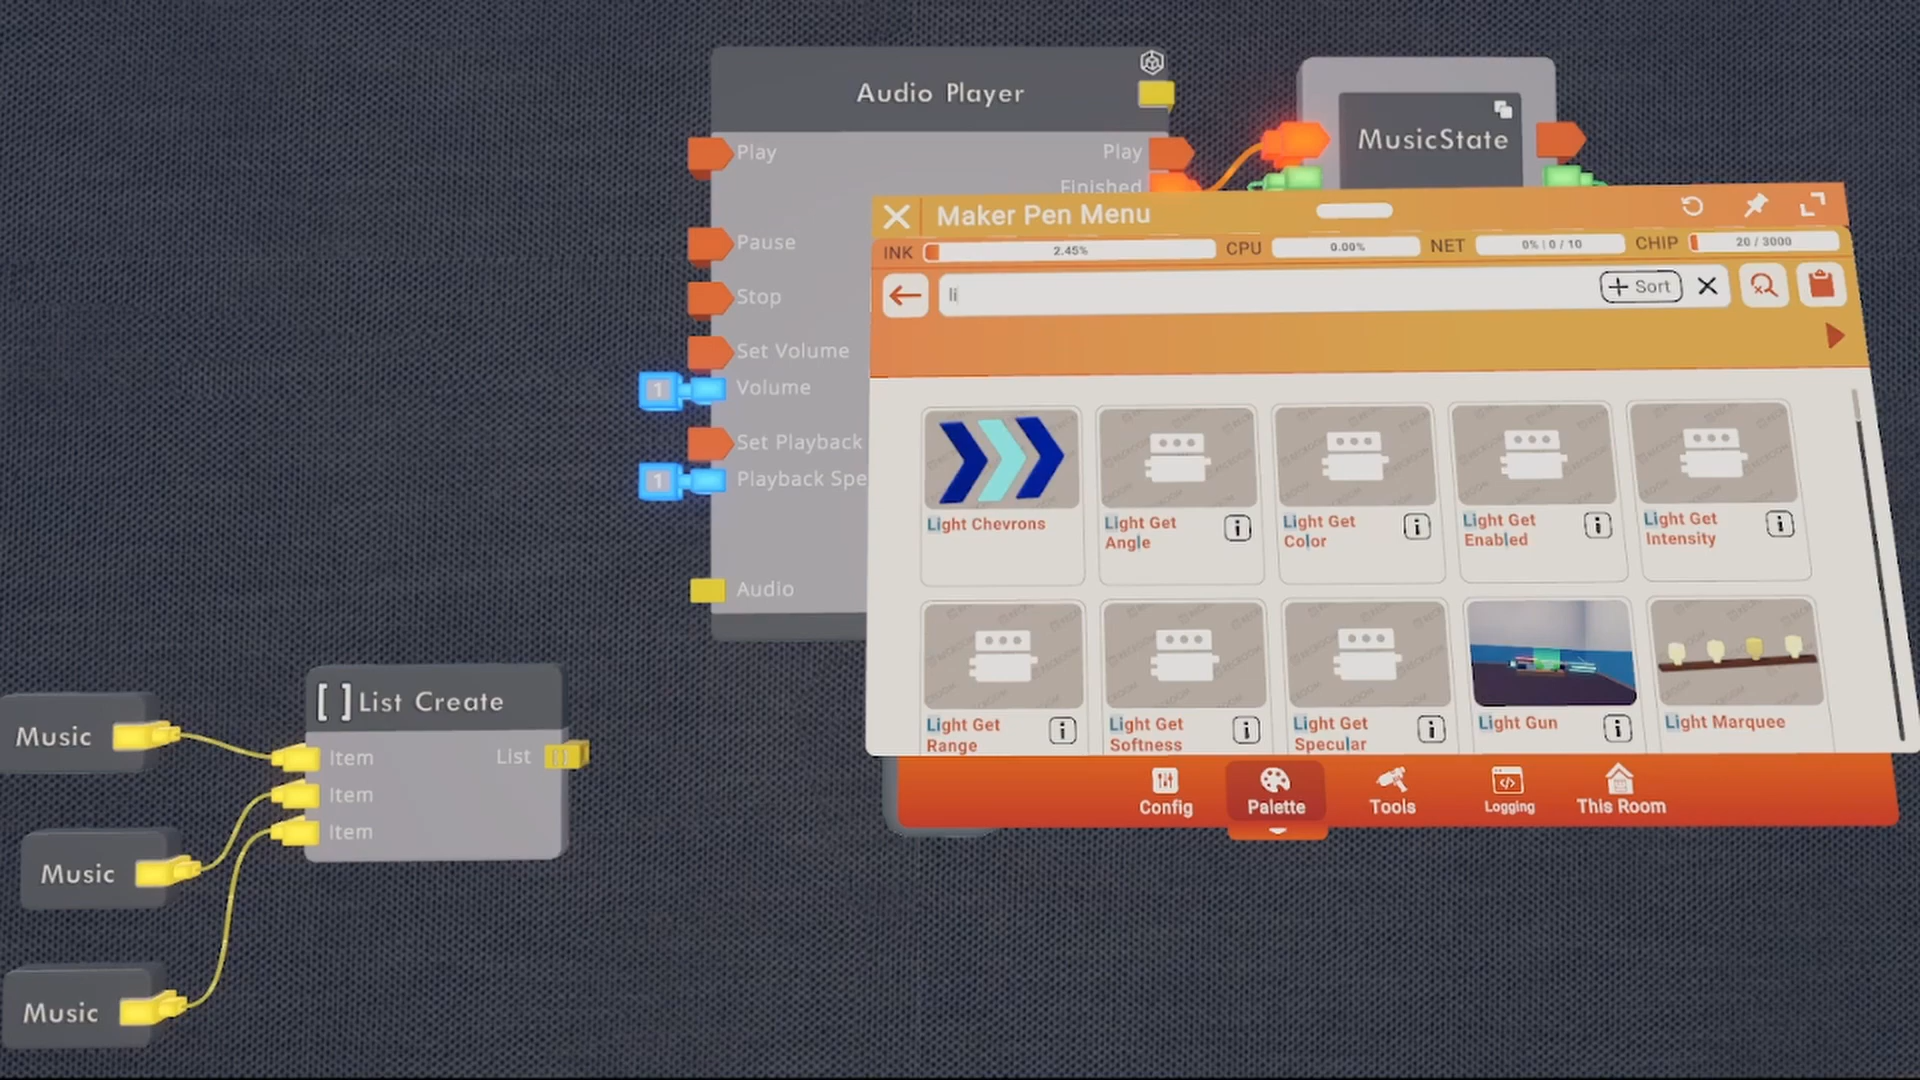 Audio Player
Play
Play
Finished
Pause
Stop
Set Volume
1
Volume
Set Playback
1
Playback Spe
Audio
MusicState
Maker Pen Menu
INK
2.45%
CPU
0.00%
NET
0% | 0 / 10
CHIP
20 / 3000
li
+ Sort
Light Chevrons
Light Get
Angle
Light Get
Color
Light Get
Enabled
Light Get
Intensity
Light Get
Range
Light Get
Softness
Light Get
Specular
Light Gun
Light Marquee
Config
Palette
Tools
Logging
This Room
[ ] List Create
Item
List
Item
Item
Music
Music
Music